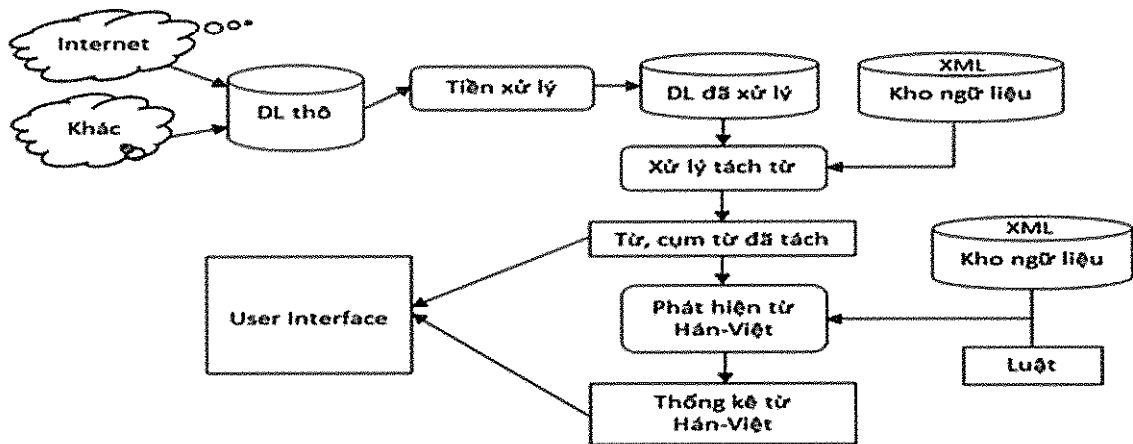 Internet
Khác
DL thô
Tiền xử lý
DL đã xử lý
XML
Kho ngữ liệu
Xử lý tách từ
Từ, cụm từ đã tách
XML
Kho ngữ liệu
User Interface
Phát hiện từ
Hán-Việt
Luật
Thống kê từ
Hán-Việt